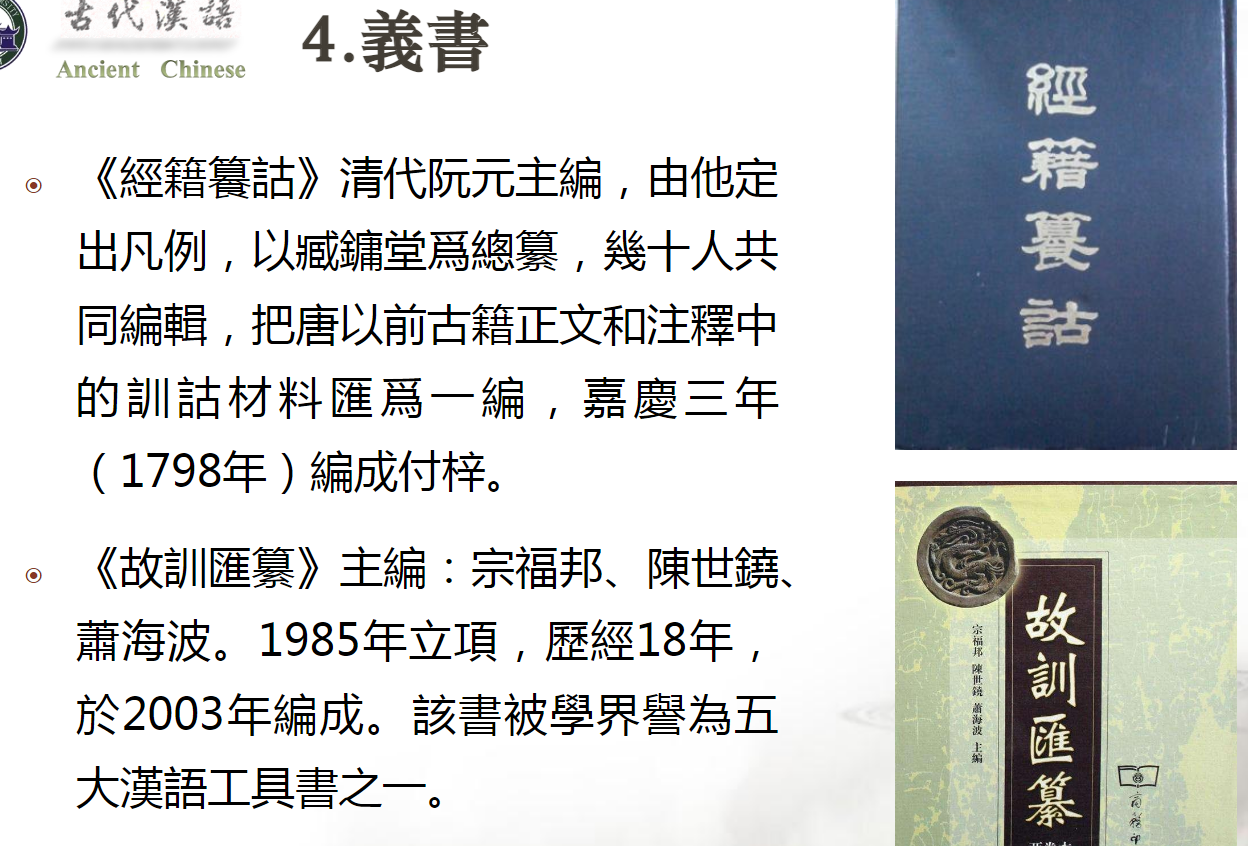 古代漢語
Ancient Chinese
4.義書
《經籍籑詁》清代阮元主編，由他定
出凡例，以臧鏞堂爲總纂，幾十人共
同編輯，把唐以前古籍正文和注釋中
的訓詁材料匯爲一編，嘉慶三年
（1798年）編成付梓。
《故訓匯纂》主編：宗福邦、陳世鐃、
蕭海波。1985年立項，歷經18年，
於2003年編成。該書被學界譽為五
大漢語工具書之一。
經籍籑詁
故訓匯纂
宗福邦 陳世鐃 蕭海波 主編
商務印